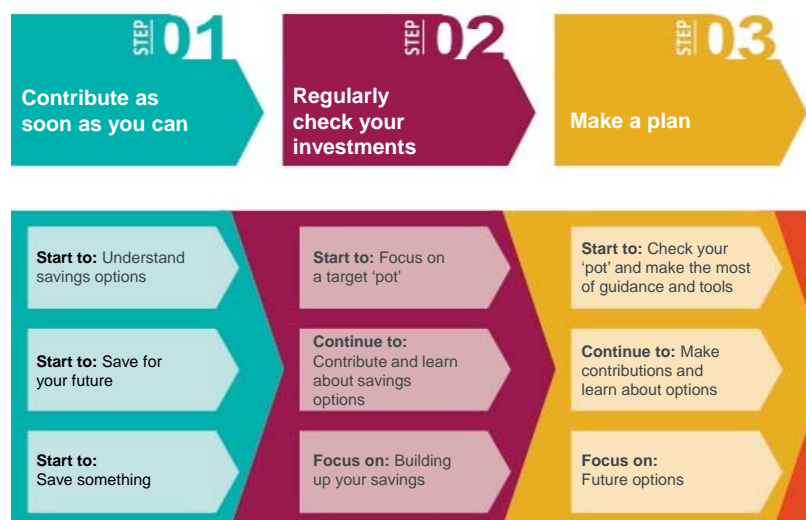 STEP 01
Contribute as
soon as you can
STEP 02
Regularly
check your
investments
STEP 03
Make a plan
Start to: Understand
savings options
Start to: Save for
your future
Start to:
Save something
Start to: Focus on
a target ‘pot’
Continue to:
Contribute and learn
about savings
options
Focus on: Building
up your savings
Start to: Check your
‘pot’ and make the most
of guidance and tools
Continue to: Make
contributions and
learn about options
Focus on:
Future options